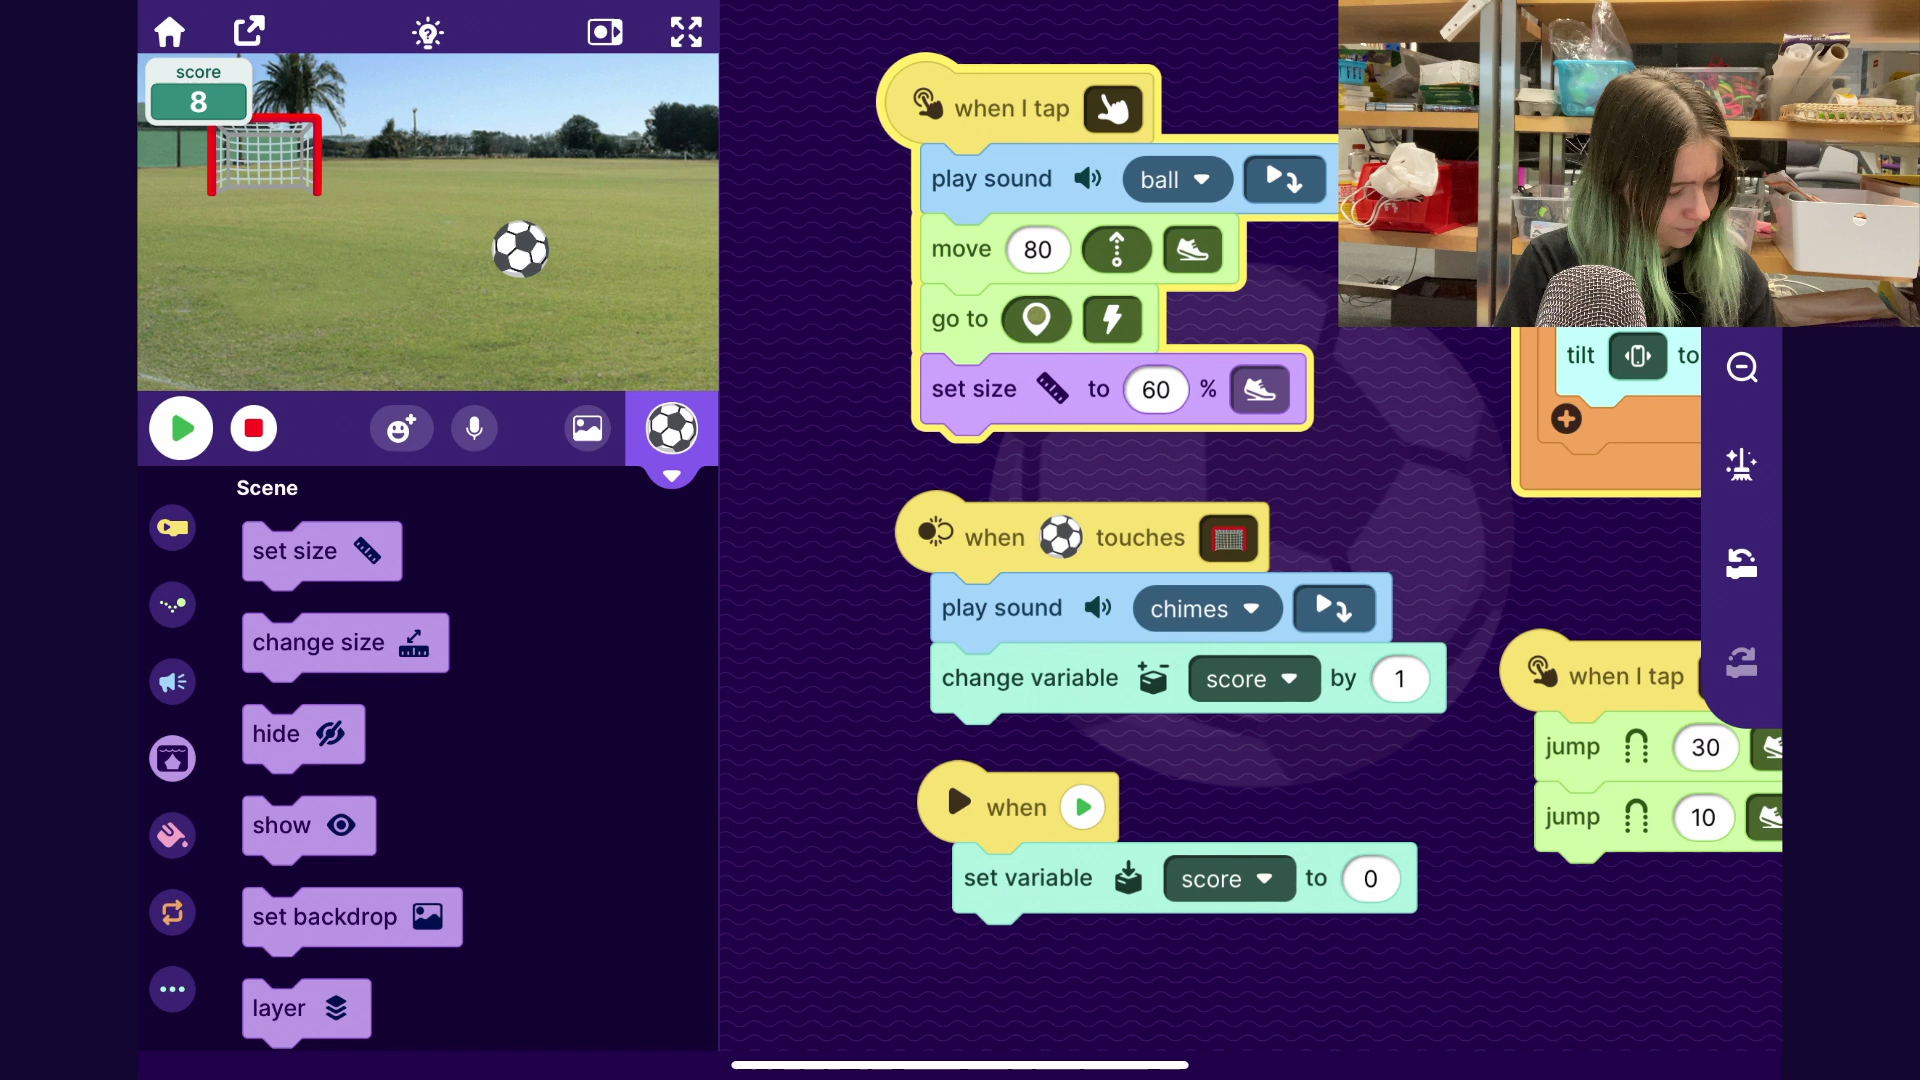 score
8
when I tap
play sound ball
move 80
go to
set size to 60 %
tilt to
Scene
set size
change size
hide
show
set backdrop
layer
when touches
play sound chimes
change variable score by 1
when
set variable score to 0
when I tap
jump 30
jump 10